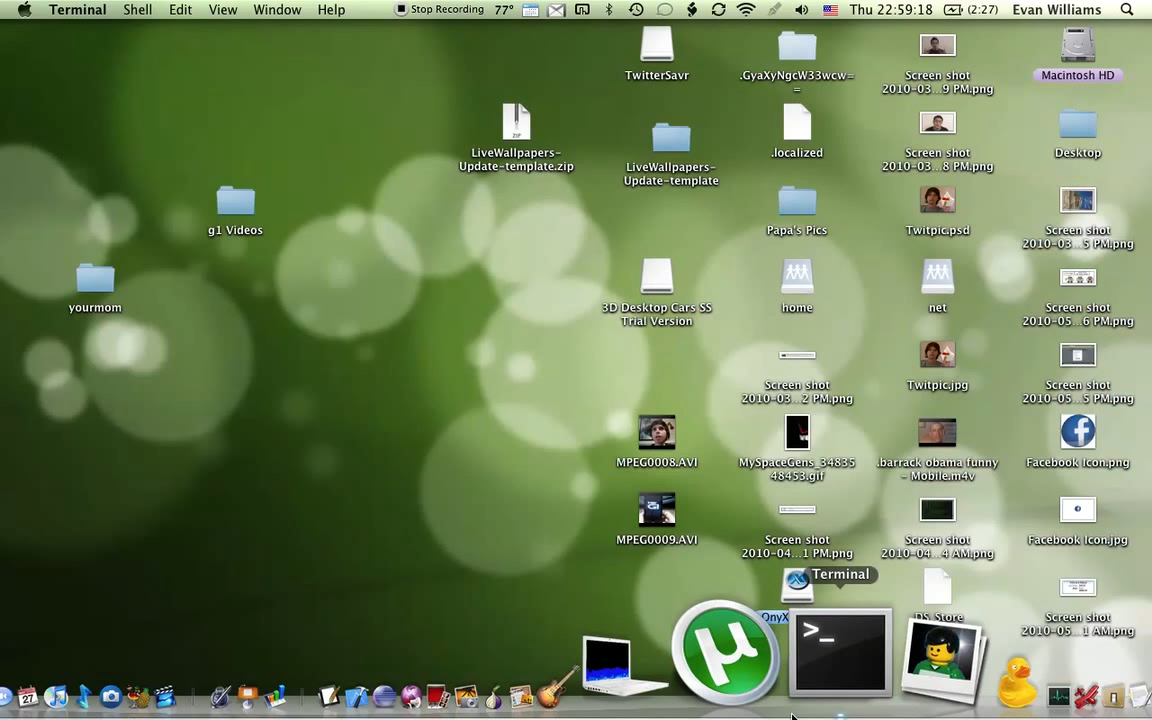 Terminal Shell Edit View Window Help Stop Recording 77° Thu 22:59:18 (2:27) Evan Williams
TwitterSavr
.GyaXyNgcW33wcw=
=
Screen shot
2010-03...9 PM.png
Macintosh HD
ZIP
LiveWallpapers-
Update-template.zip
LiveWallpapers-
Update-template
.localized
Screen shot
2010-03...8 PM.png
Desktop
g1 Videos
Papa's Pics
Twitpic.psd
Screen shot
2010-03...5 PM.png
yourmom
3D Desktop Cars SS
Trial Version
home
net
Screen shot
2010-05...6 PM.png
Screen shot
2010-03...2 PM.png
Twitpic.jpg
Screen shot
2010-05...5 PM.png
MPEG0008.AVI
MySpaceGens_34835
48453.gif
.barrack obama funny
- Mobile.m4v
Facebook Icon.png
MPEG0009.AVI
Screen shot
2010-04...1 PM.png
Screen shot
2010-04...4 AM.png
Facebook Icon.jpg
Terminal
OnyX
.DS_Store
Screen shot
2010-05...1 AM.png
µ
>_
27